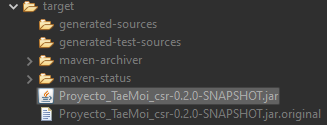 target
generated-sources
generated-test-sources
maven-archiver
maven-status
Proyecto_TaeMoi_csr-0.2.0-SNAPSHOT.jar
Proyecto_TaeMoi_csr-0.2.0-SNAPSHOT.jar.original